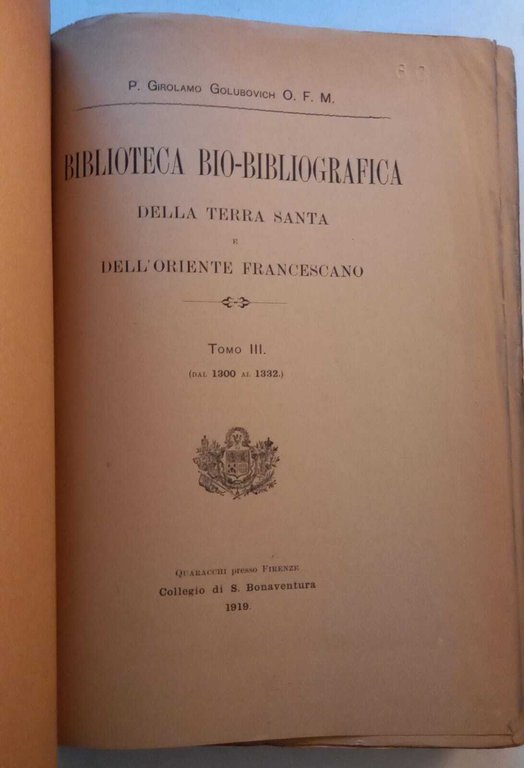 P. Girolamo Golubovich O. F. M.
BIBLIOTECA BIO-BIBLIOGRAFICA
DELLA TERRA SANTA
E
DELL'ORIENTE FRANCESCANO
Tomo III.
(DAL 1300 AL 1332.)
Quaracchi presso Firenze
Collegio di S. Bonaventura
1919.